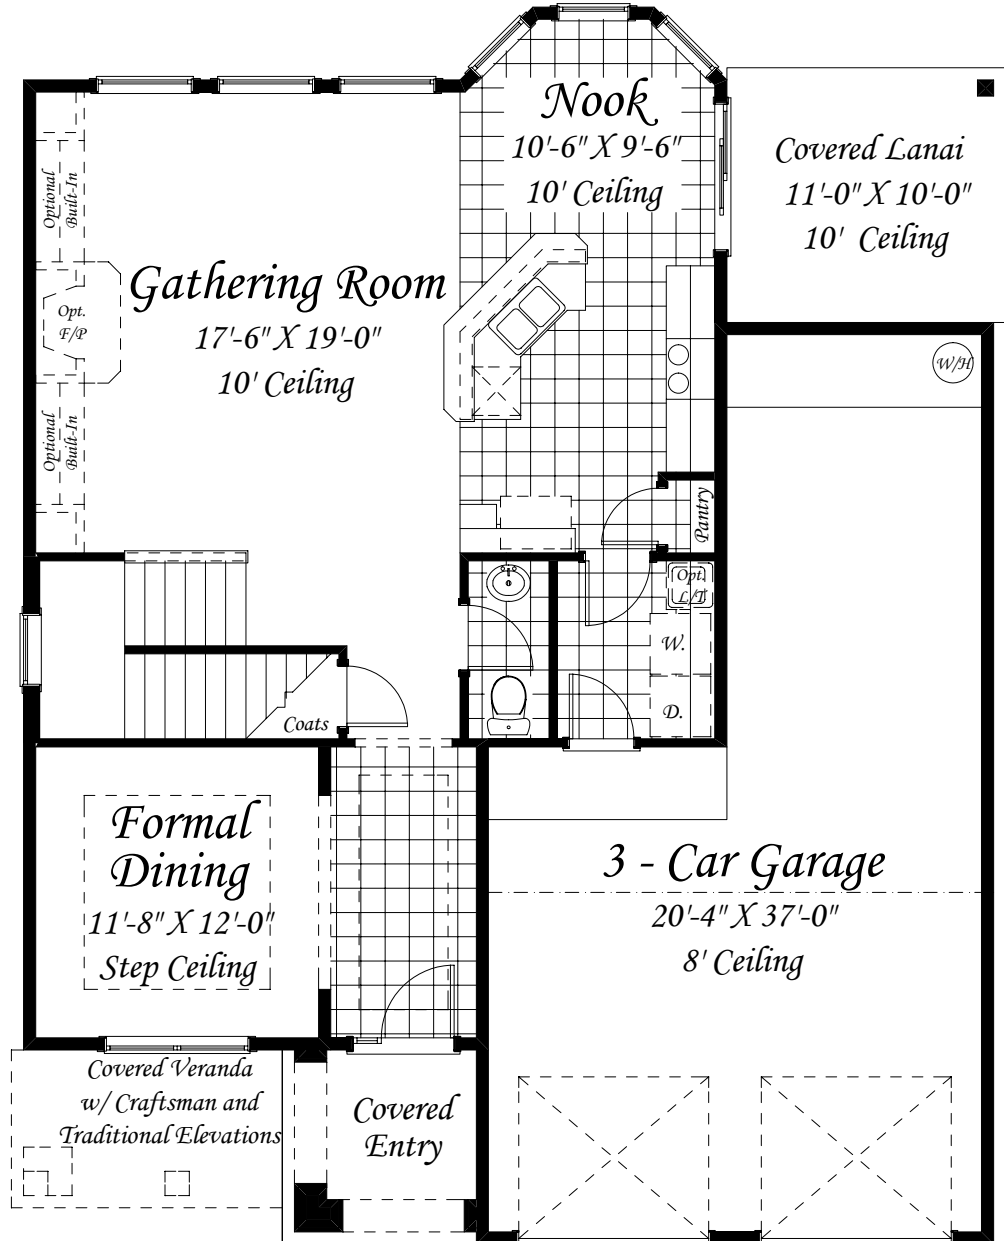 Nook
10'-6" X 9'-6"
10' Ceiling
Covered Lanai
11'-0" X 10'-0"
10' Ceiling
Optional
Built-In
Gathering Room
17'-6" X 19'-0"
10' Ceiling
Opt.
F/P
W/H
Optional
Built-In
Pantry
Opt.
L/T.
W.
D.
Coats
Formal
Dining
11'-8" X 12'-0"
Step Ceiling
3 - Car Garage
20'-4" X 37'-0"
8' Ceiling
Covered Veranda
w/ Craftsman and
Traditional Elevations
Covered
Entry